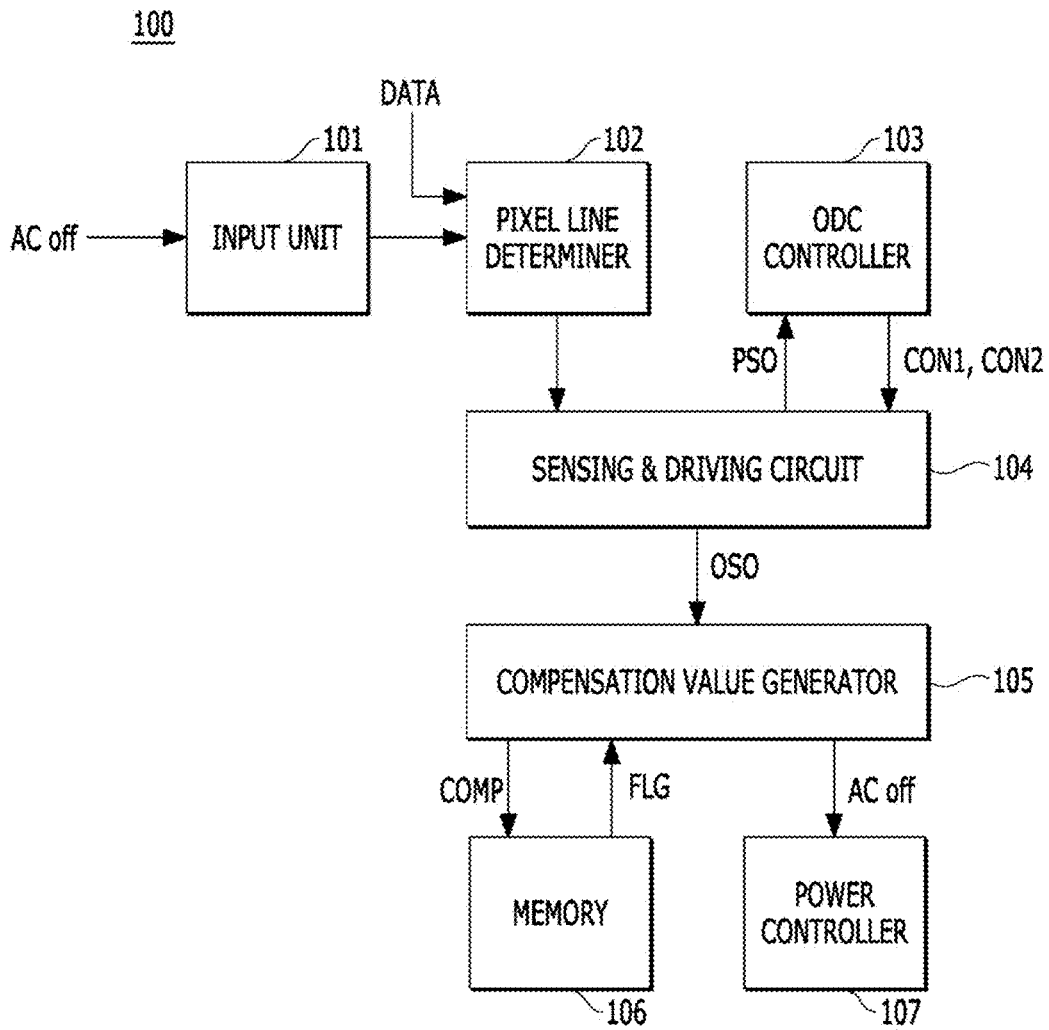 100
DATA
101
102
103
AC off
INPUT UNIT
PIXEL LINE
DETERMINER
ODC
CONTROLLER
PSO
CON1, CON2
SENSING & DRIVING CIRCUIT
104
OSO
COMPENSATION VALUE GENERATOR
105
COMP
FLG
AC off
MEMORY
POWER
CONTROLLER
106
107